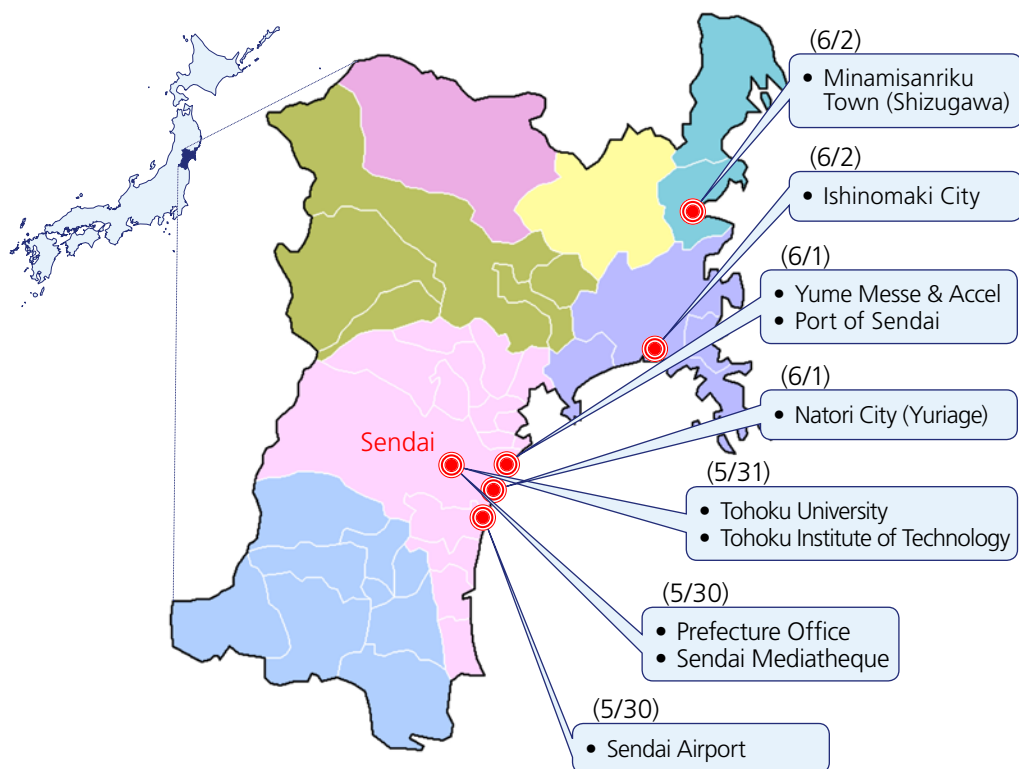 (6/2)
• Minamisanriku
Town (Shizugawa)
(6/2)
• Ishinomaki City
(6/1)
• Yume Messe & Accel
• Port of Sendai
(6/1)
• Natori City (Yuriage)
Sendai
(5/31)
• Tohoku University
• Tohoku Institute of Technology
(5/30)
• Prefecture Office
• Sendai Mediatheque
(5/30)
• Sendai Airport